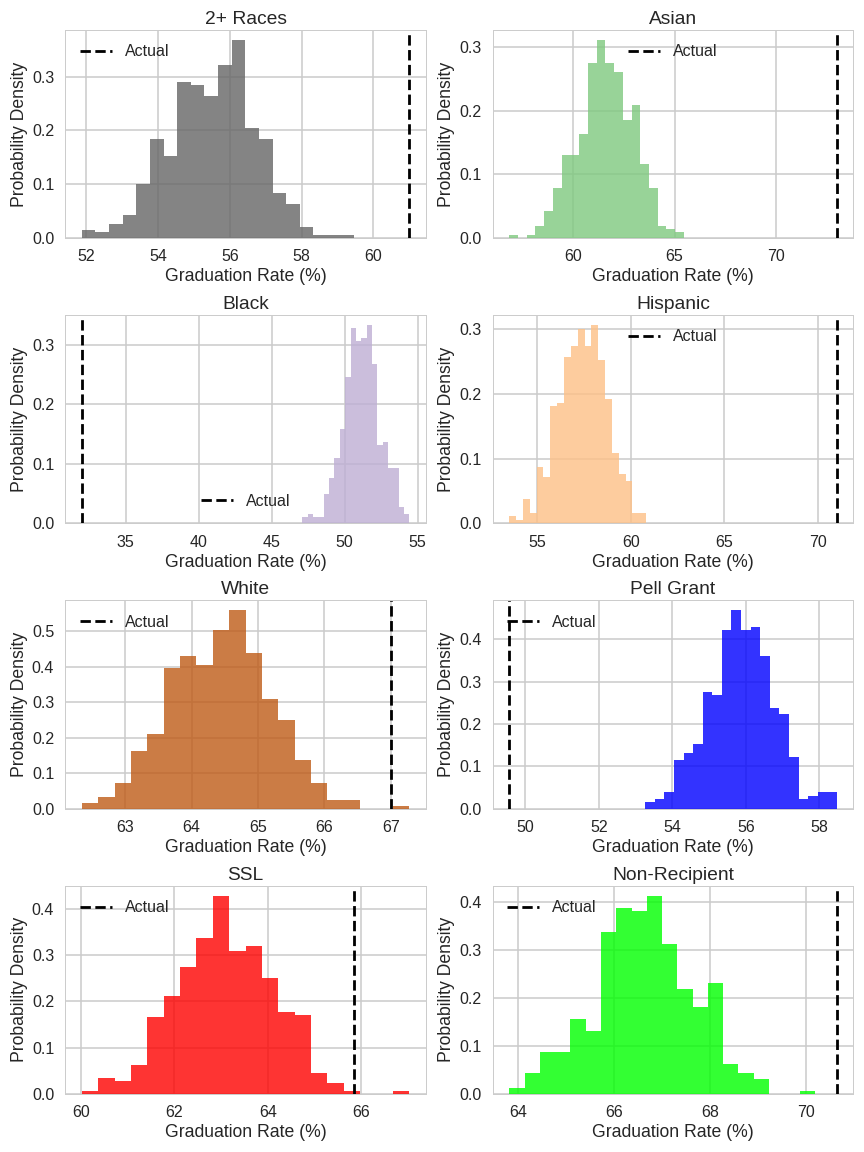 2+ Races
Actual
Probability Density
0.3
0.2
0.1
0.0
52 54 56 58 60
Graduation Rate (%)
Asian
Actual
Probability Density
0.3
0.2
0.1
0.0
60 65 70
Graduation Rate (%)
Black
Actual
Probability Density
0.3
0.2
0.1
0.0
35 40 45 50 55
Graduation Rate (%)
Hispanic
Actual
Probability Density
0.3
0.2
0.1
0.0
55 60 65 70
Graduation Rate (%)
White
Actual
Probability Density
0.5
0.4
0.3
0.2
0.1
0.0
63 64 65 66 67
Graduation Rate (%)
Pell Grant
Actual
Probability Density
0.4
0.3
0.2
0.1
0.0
50 52 54 56 58
Graduation Rate (%)
SSL
Actual
Probability Density
0.4
0.3
0.2
0.1
0.0
60 62 64 66
Graduation Rate (%)
Non-Recipient
Actual
Probability Density
0.4
0.3
0.2
0.1
0.0
64 66 68 70
Graduation Rate (%)